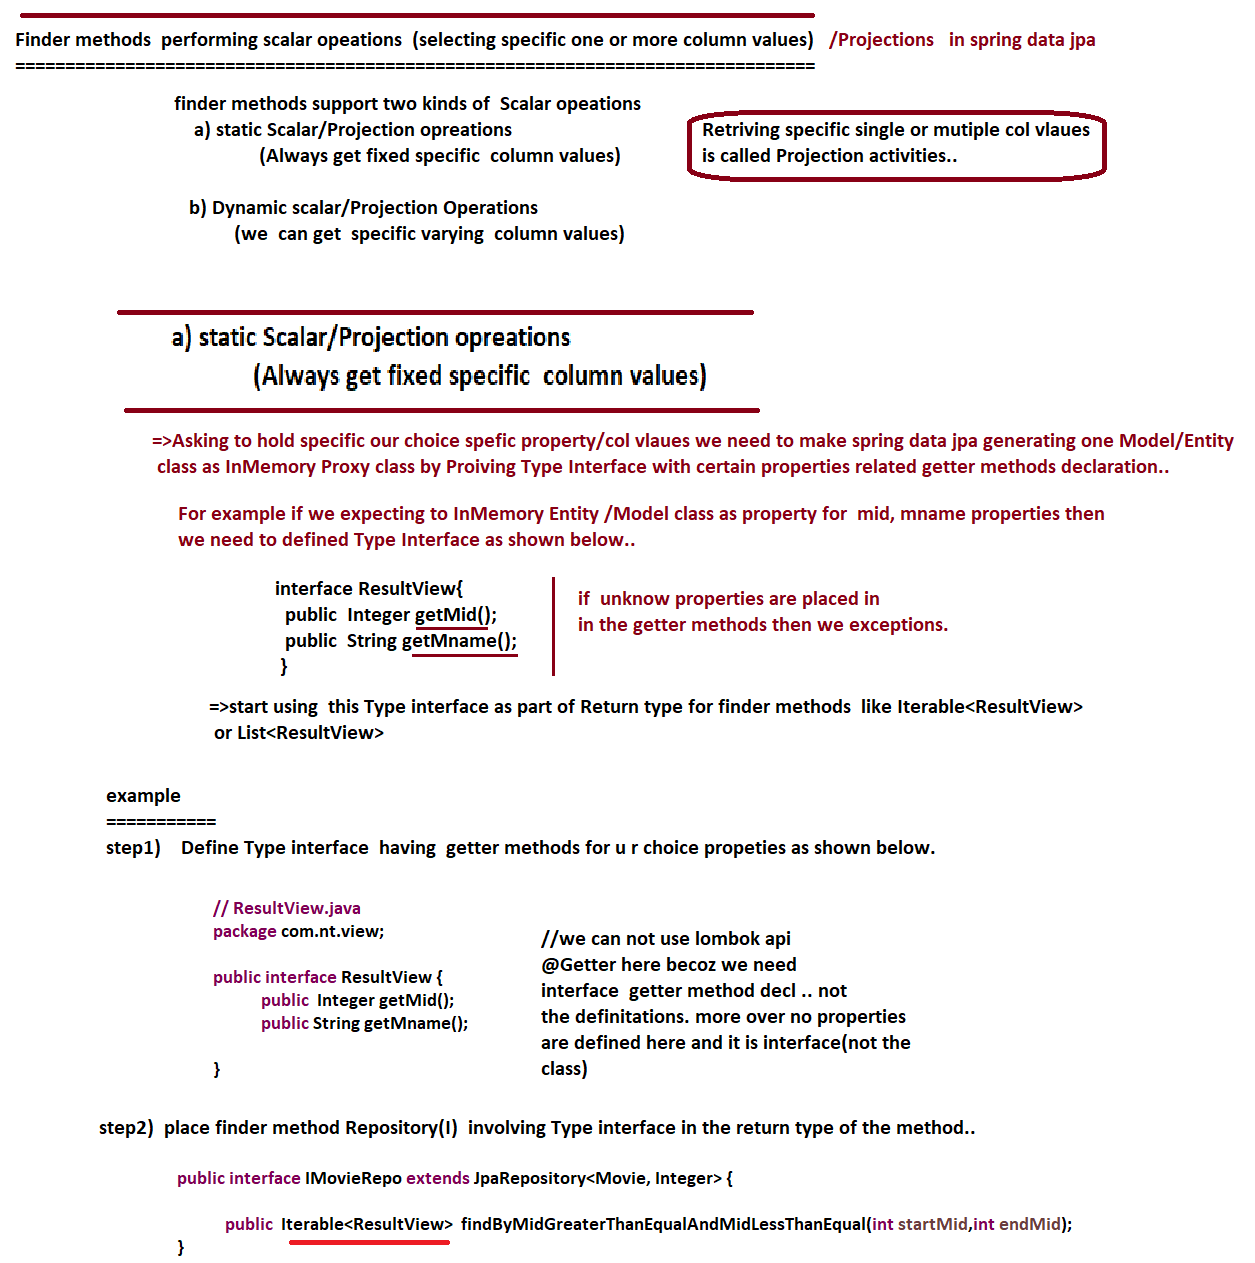 Finder methods  performing scalar opeations  (selecting specific one or more column values)   /Projections   in spring data jpa
================================================================================
finder methods support two kinds of  Scalar opeations
a) static Scalar/Projection opreations
(Always get fixed specific  column values)
Retriving specific single or mutiple col vlaues
is called Projection activities..
b) Dynamic scalar/Projection Operations
(we  can get  specific varying  column values)
a) static Scalar/Projection opreations
(Always get fixed specific  column values)
=>Asking to hold specific our choice spefic property/col vlaues we need to make spring data jpa generating one Model/Entity
class as InMemory Proxy class by Proiving Type Interface with certain properties related getter methods declaration..
For example if we expecting to InMemory Entity /Model class as property for  mid, mname properties then
we need to defined Type Interface as shown below..
interface ResultView{
public  Integer getMid();
public  String getMname();
}
if  unknow properties are placed in
in the getter methods then we exceptions.
=>start using  this Type interface as part of Return type for finder methods  like Iterable<ResultView>
or List<ResultView>
example
===========
step1)    Define Type interface  having  getter methods for u r choice propeties as shown below.
// ResultView.java
package com.nt.view;
public interface ResultView {
public  Integer getMid();
public String getMname();
}
//we can not use lombok api
@Getter here becoz we need
interface  getter method decl .. not
the definitations. more over no properties
are defined here and it is interface(not the
class)
step2)  place finder method Repository(I)  involving Type interface in the return type of the method..
public interface IMovieRepo extends JpaRepository<Movie, Integer> {
public  Iterable<ResultView>  findByMidGreaterThanEqualAndMidLessThanEqual(int startMid,int endMid);
}